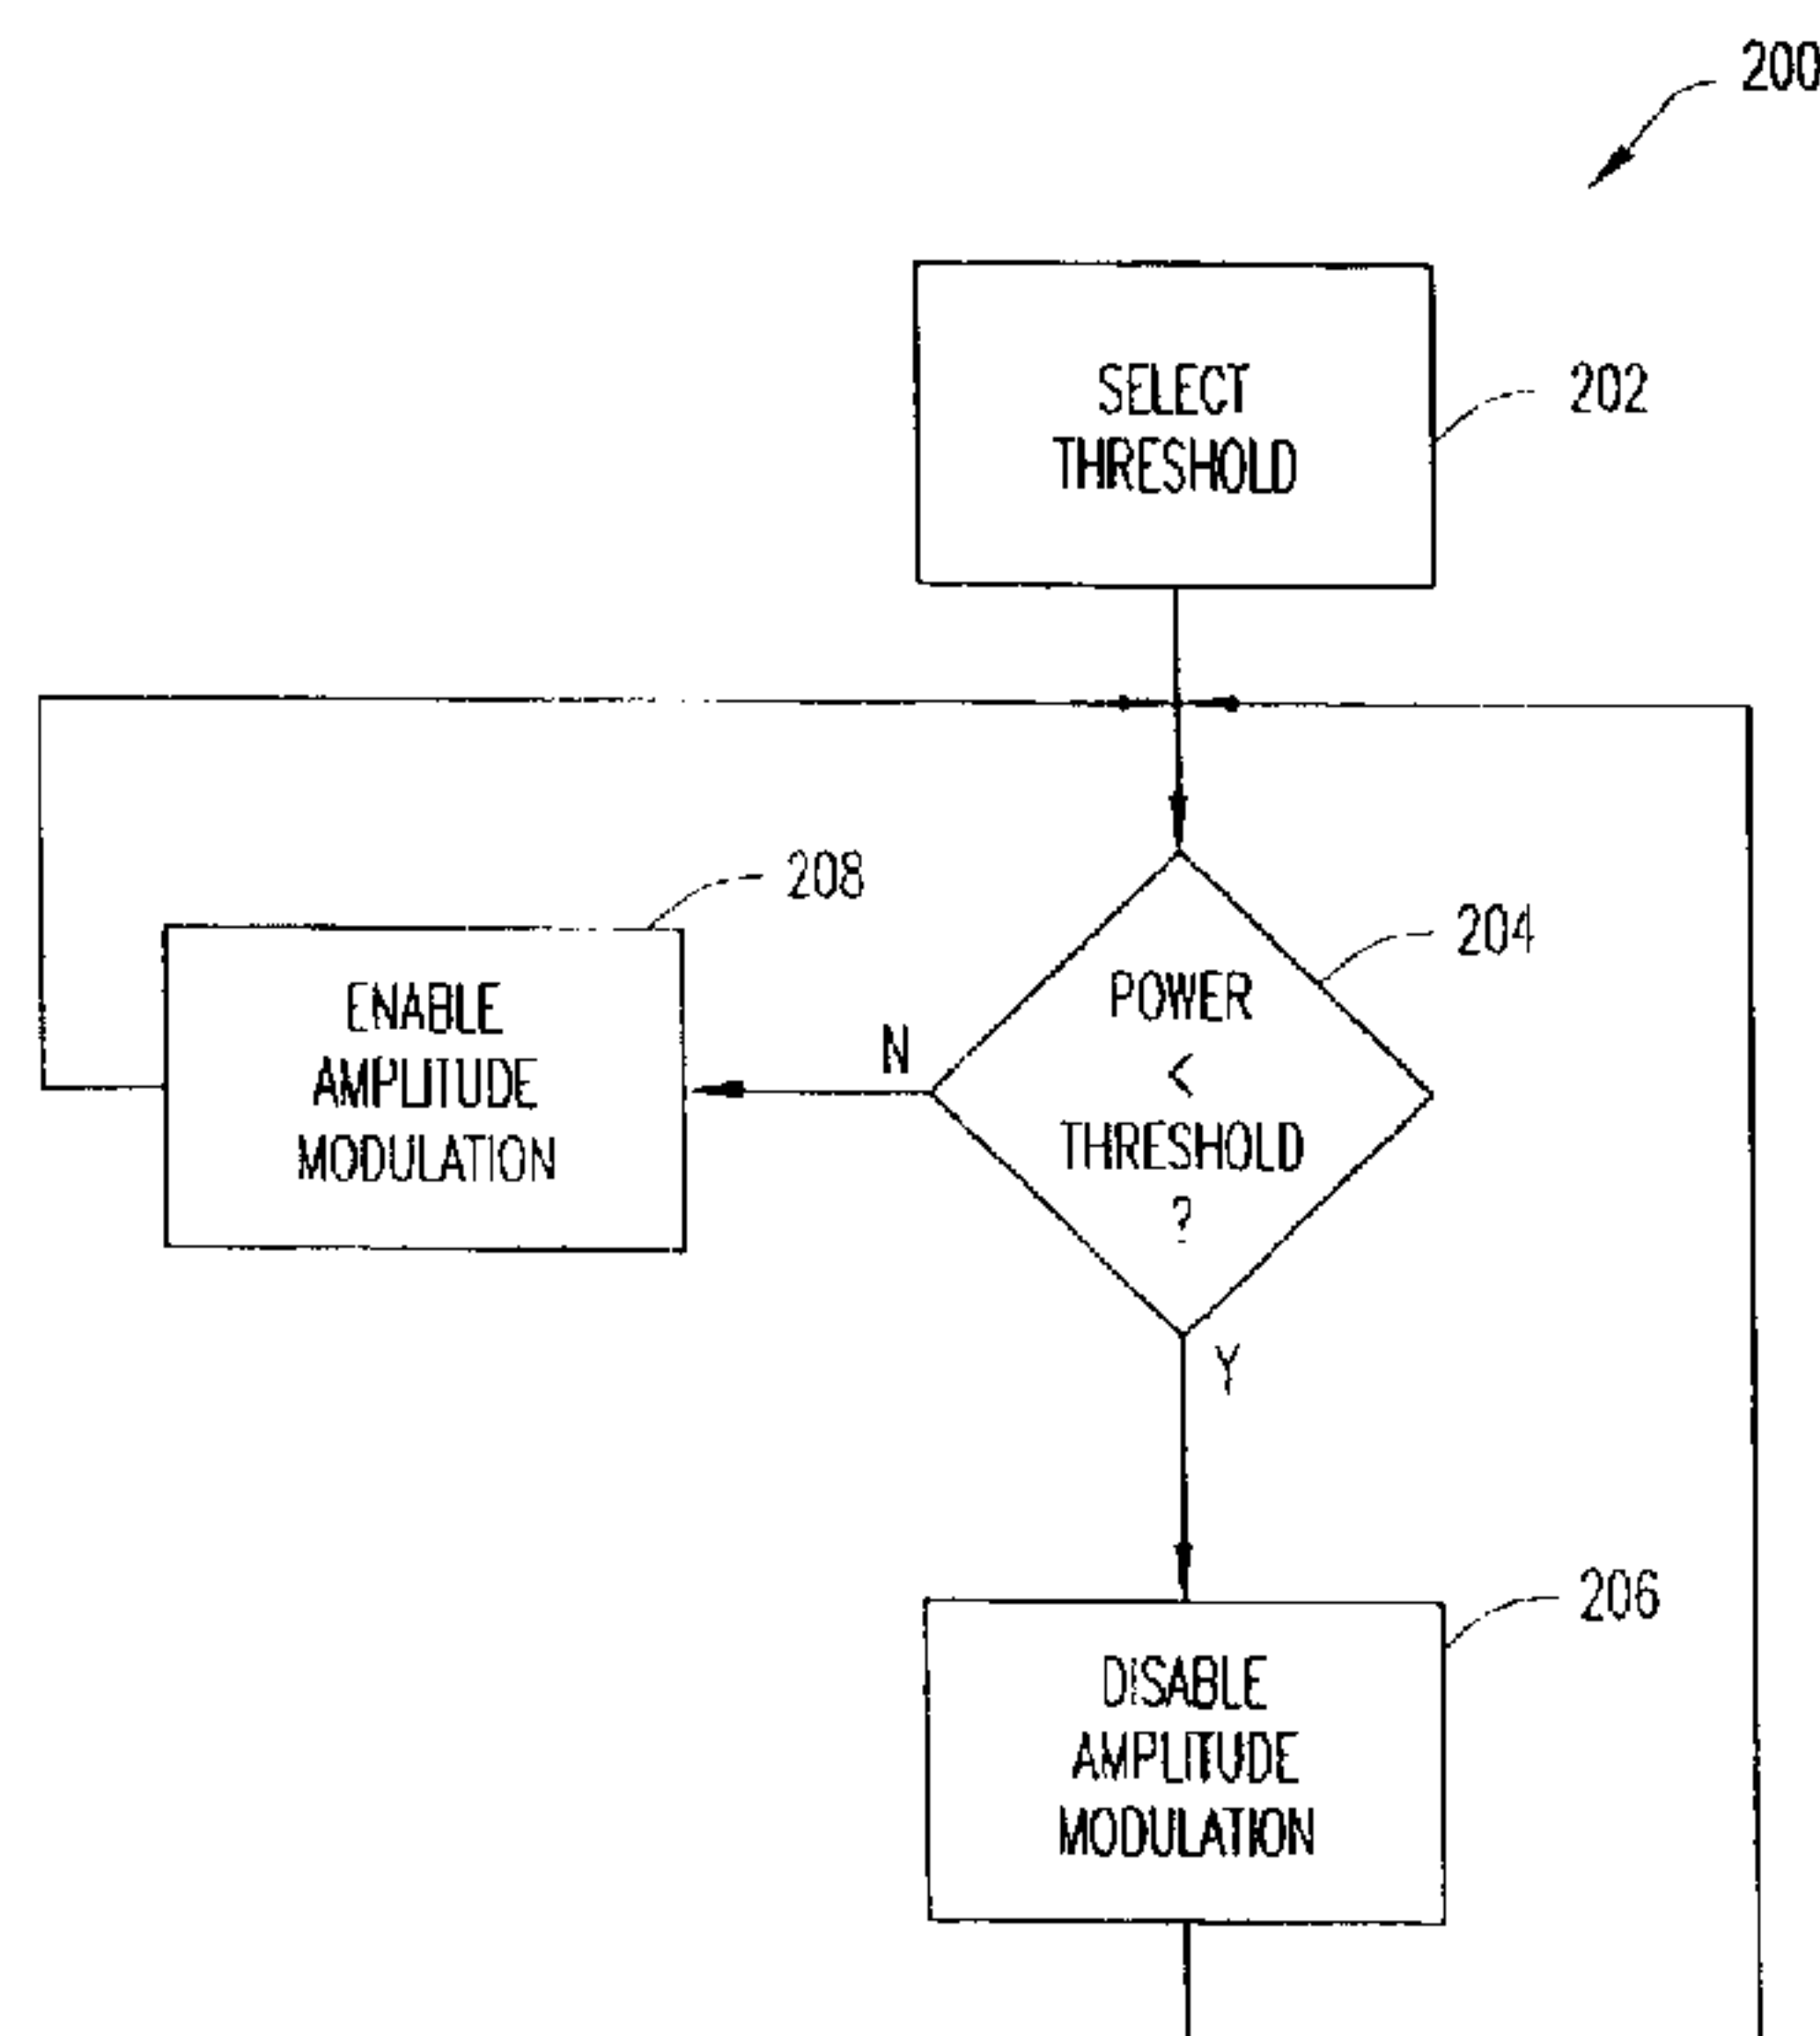 200
SELECT
THRESHOLD
202
208
ENABLE
AMPLITUDE
MODULATION
N
204
POWER
<
THRESHOLD
?
Y
206
DISABLE
AMPLITUDE
MODULATION